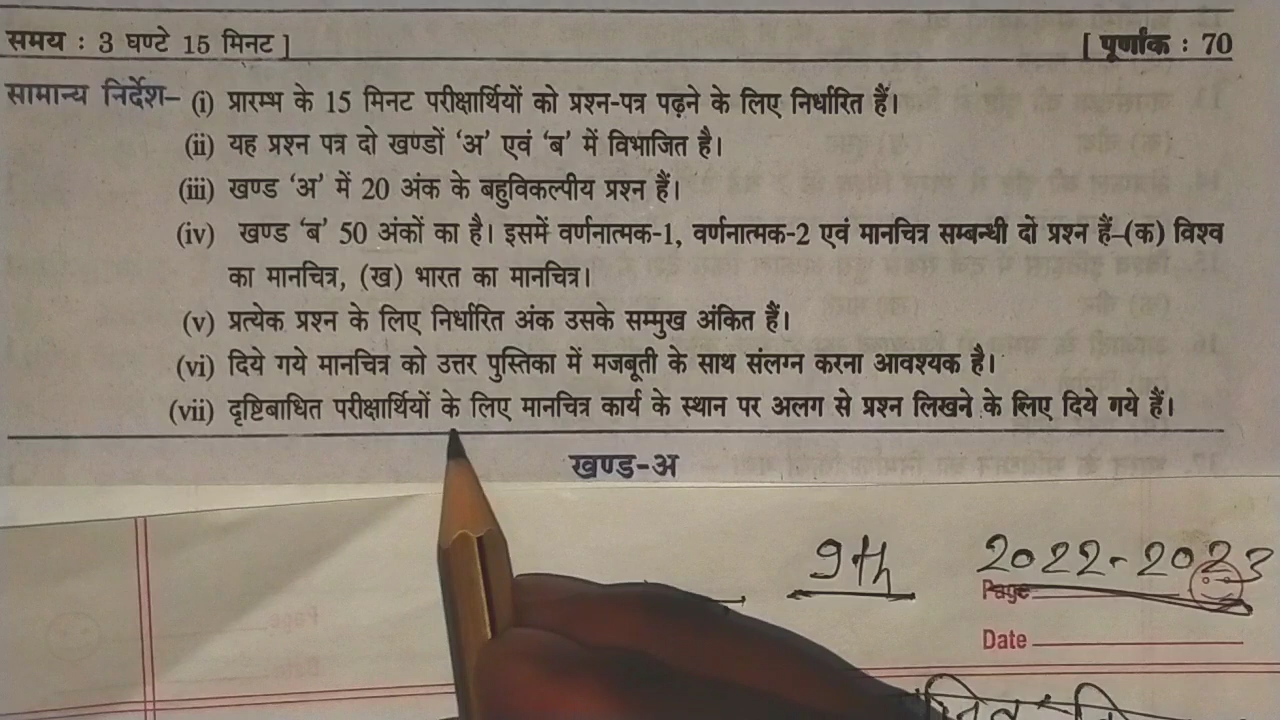 समय : 3 घण्टे 15 मिनट ] [ पूर्णांक : 70
सामान्य निर्देश– (i) प्रारम्भ के 15 मिनट परीक्षार्थियों को प्रश्न-पत्र पढ़ने के लिए निर्धारित हैं।
(ii) यह प्रश्न पत्र दो खण्डों ‘अ’ एवं ‘ब’ में विभाजित है।
(iii) खण्ड ‘अ’ में 20 अंक के बहुविकल्पीय प्रश्न हैं।
(iv) खण्ड ‘ब’ 50 अंकों का है। इसमें वर्णनात्मक-1, वर्णनात्मक-2 एवं मानचित्र सम्बन्धी दो प्रश्न हैं–(क) विश्व
का मानचित्र, (ख) भारत का मानचित्र।
(v) प्रत्येक प्रश्न के लिए निर्धारित अंक उसके सम्मुख अंकित हैं।
(vi) दिये गये मानचित्र को उत्तर पुस्तिका में मजबूती के साथ संलग्न करना आवश्यक है।
(vii) दृष्टिबाधित परीक्षार्थियों के लिए मानचित्र कार्य के स्थान पर अलग से प्रश्न लिखने के लिए दिये गये हैं।
खण्ड-अ
9th 2022-2023
Page
Date